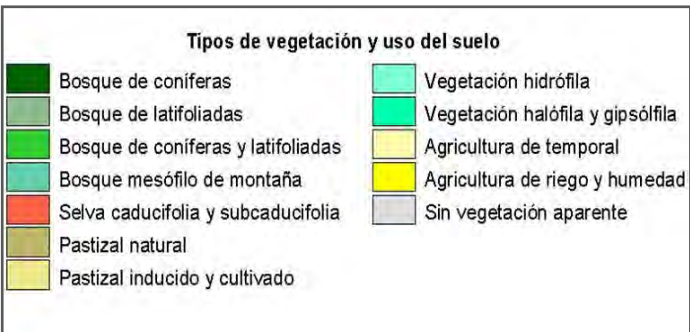 Tipos de vegetación y uso del suelo
Bosque de coníferas
Bosque de latifoliadas
Bosque de coníferas y latifoliadas
Bosque mesófilo de montaña
Selva caducifolia y subcaducifolia
Pastizal natural
Pastizal inducido y cultivado
Vegetación hidrófila
Vegetación halófila y gipsólfila
Agricultura de temporal
Agricultura de riego y humedad
Sin vegetación aparente